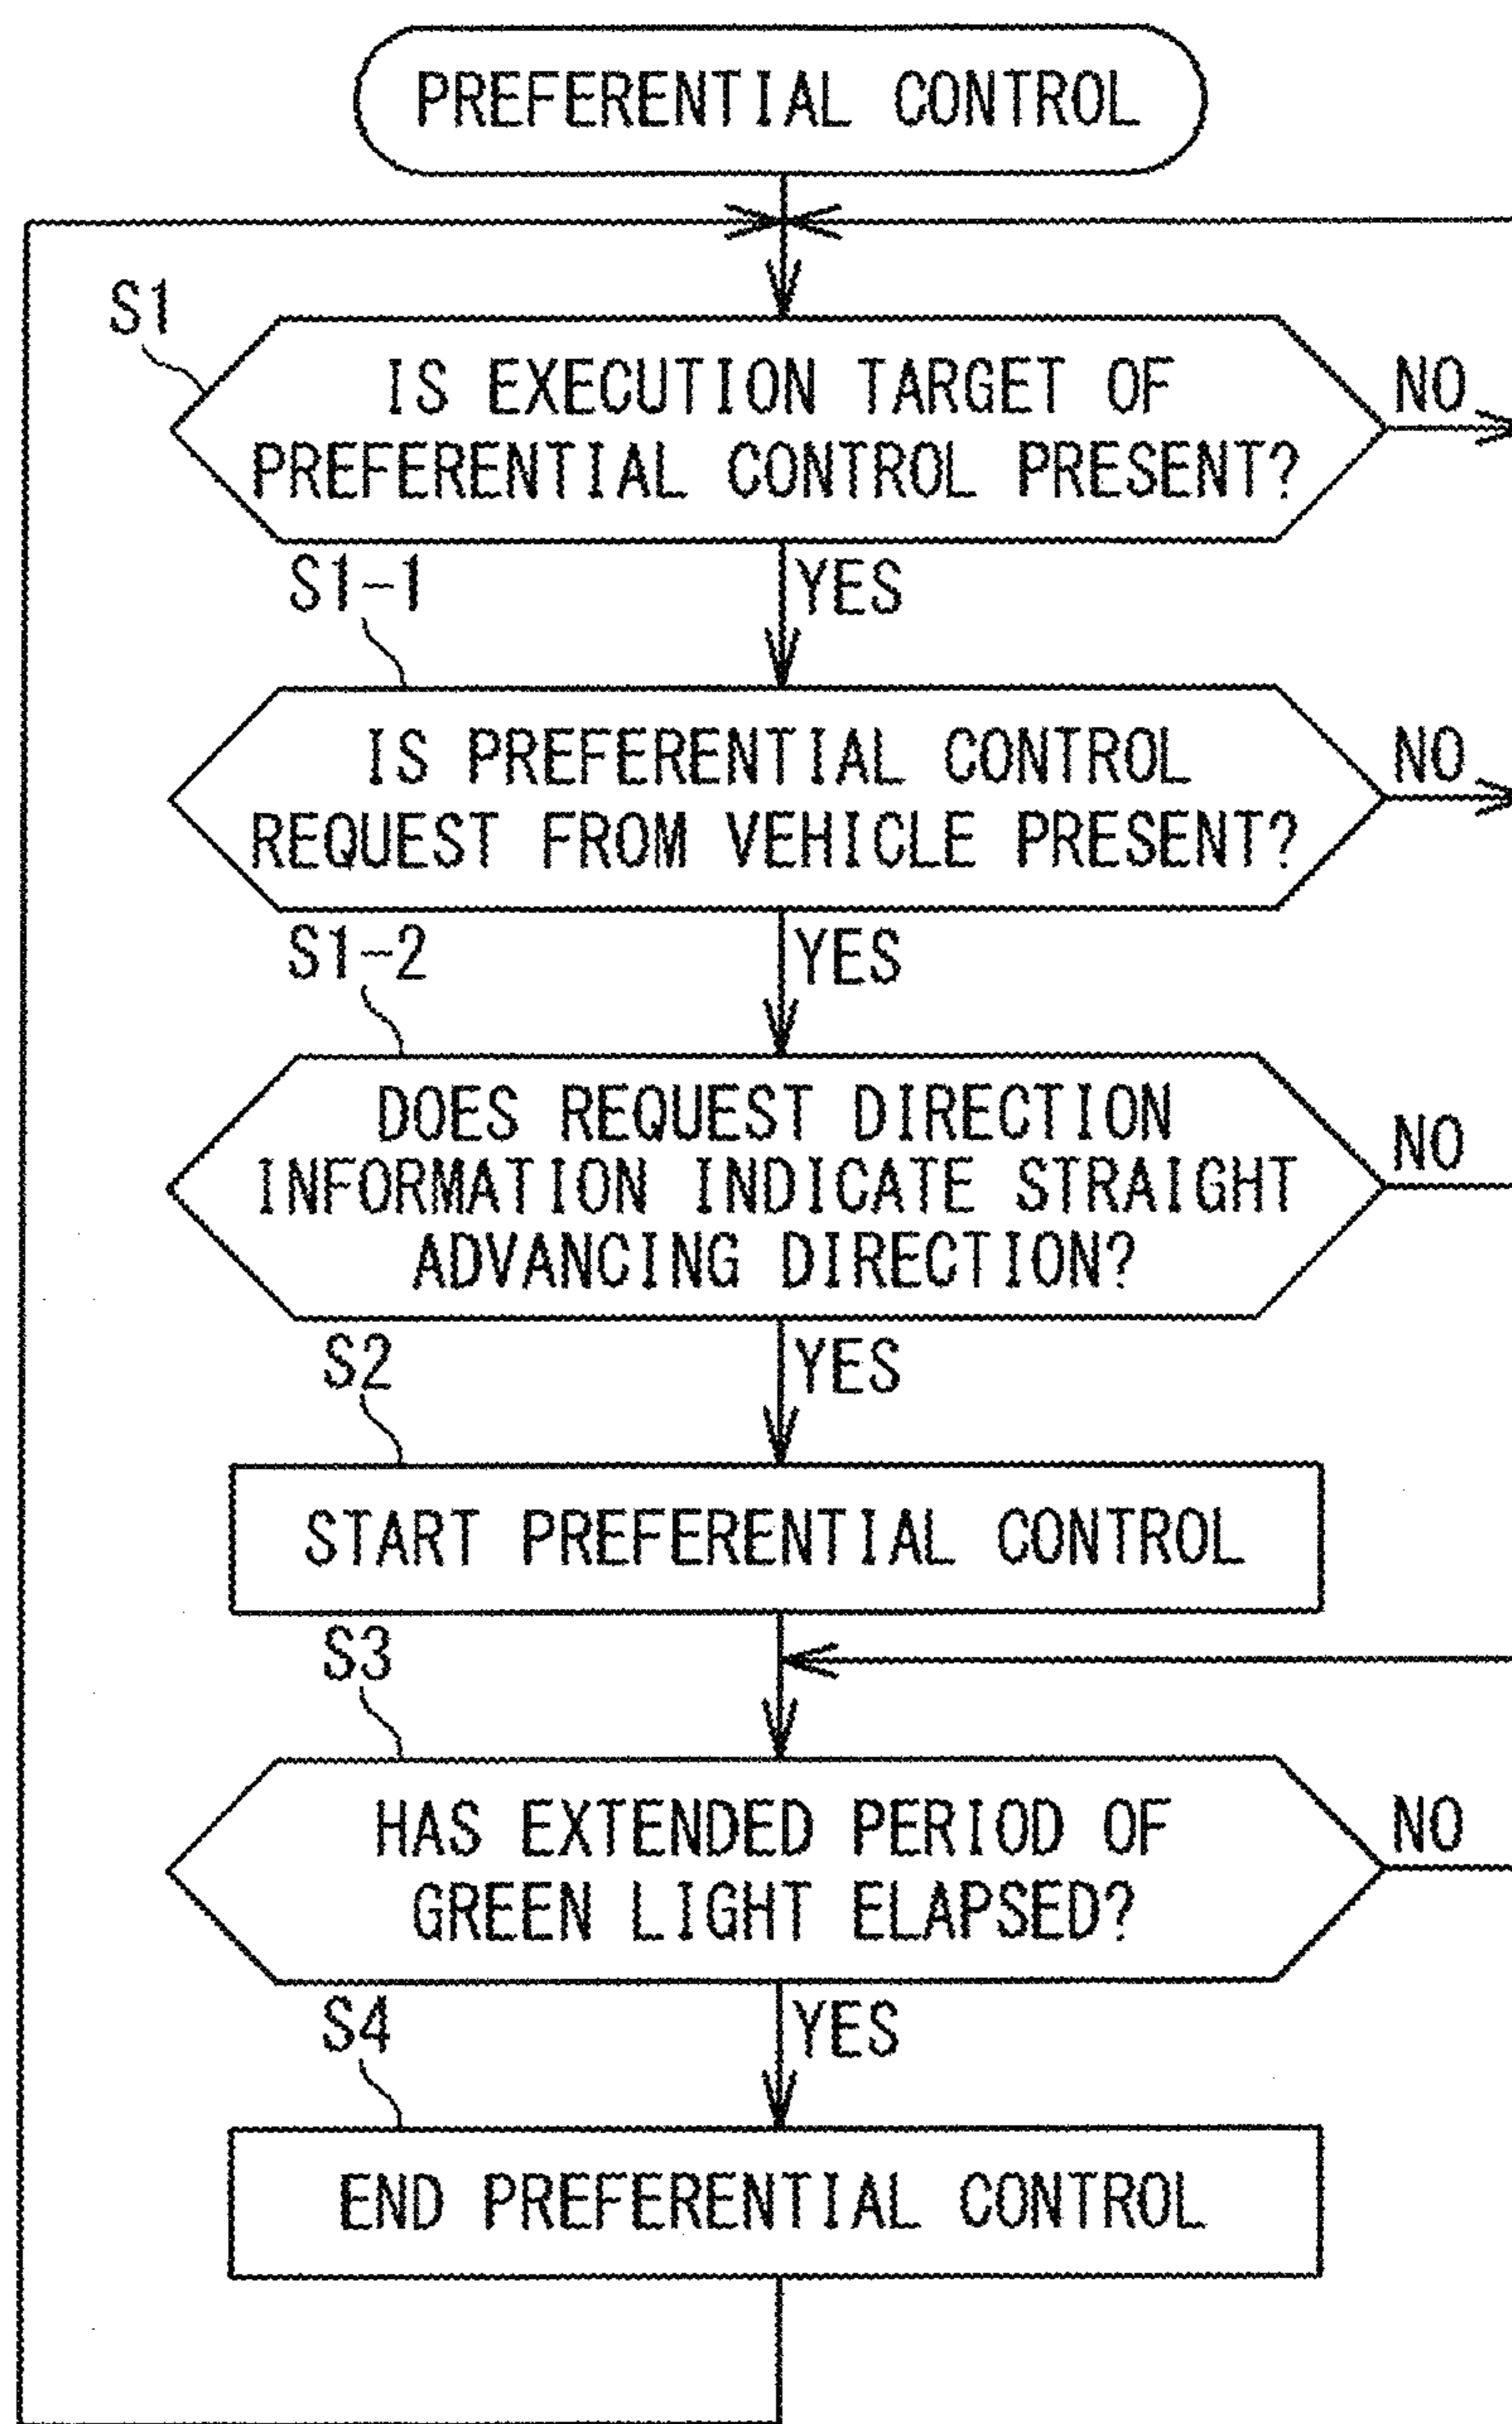 PREFERENTIAL CONTROL
S1
IS EXECUTION TARGET OF
PREFERENTIAL CONTROL PRESENT?
NO
S1-1
YES
IS PREFERENTIAL CONTROL
REQUEST FROM VEHICLE PRESENT?
NO
S1-2
YES
DOES REQUEST DIRECTION
INFORMATION INDICATE STRAIGHT
ADVANCING DIRECTION?
NO
S2
YES
START PREFERENTIAL CONTROL
S3
HAS EXTENDED PERIOD OF
GREEN LIGHT ELAPSED?
NO
S4
YES
END PREFERENTIAL CONTROL